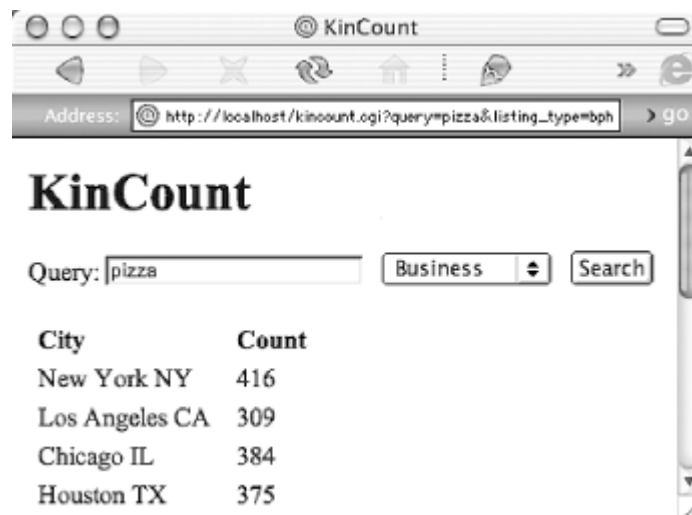 KinCount
Address: http://localhost/kincount.cgi?query=pizza&listing_type=bph go
KinCount
Query: pizza Business Search
City Count
New York NY 416
Los Angeles CA 309
Chicago IL 384
Houston TX 375